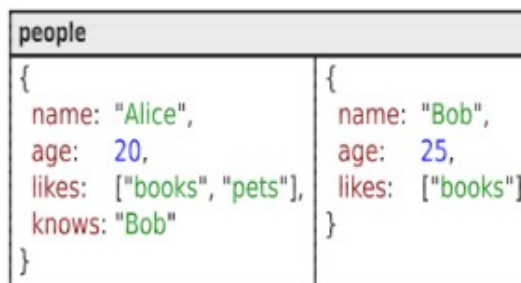 people
{
name: "Alice",
age: 20,
likes: ["books", "pets"],
knows: "Bob"
}
{
name: "Bob",
age: 25,
likes: ["books"]
}